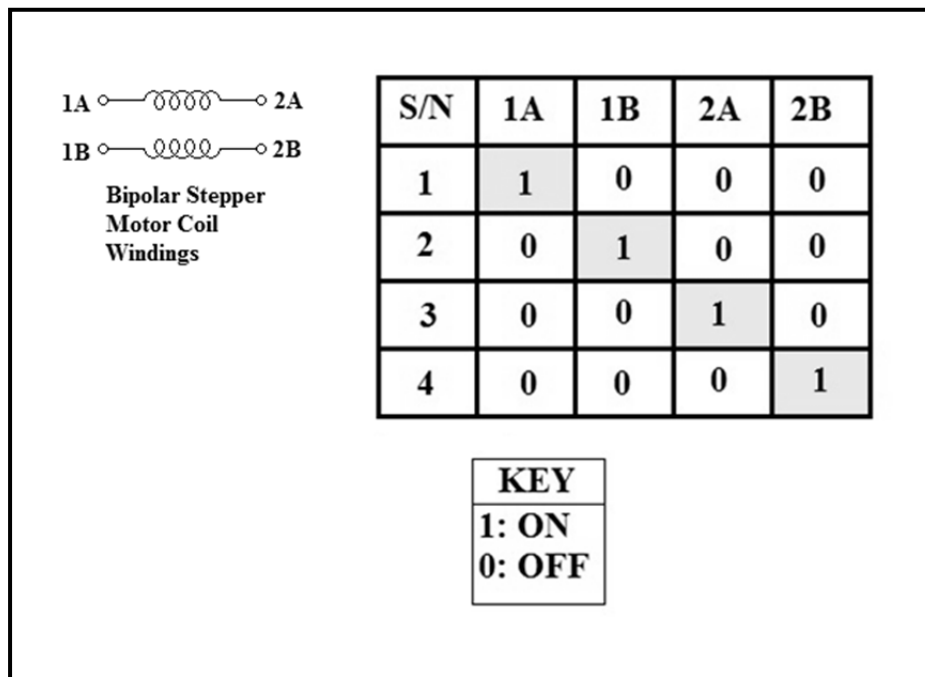 1A 2A
1B 2B
Bipolar Stepper
Motor Coil
Windings
S/N 1A 1B 2A 2B
1 1 0 0 0
2 0 1 0 0
3 0 0 1 0
4 0 0 0 1
KEY
1: ON
0: OFF